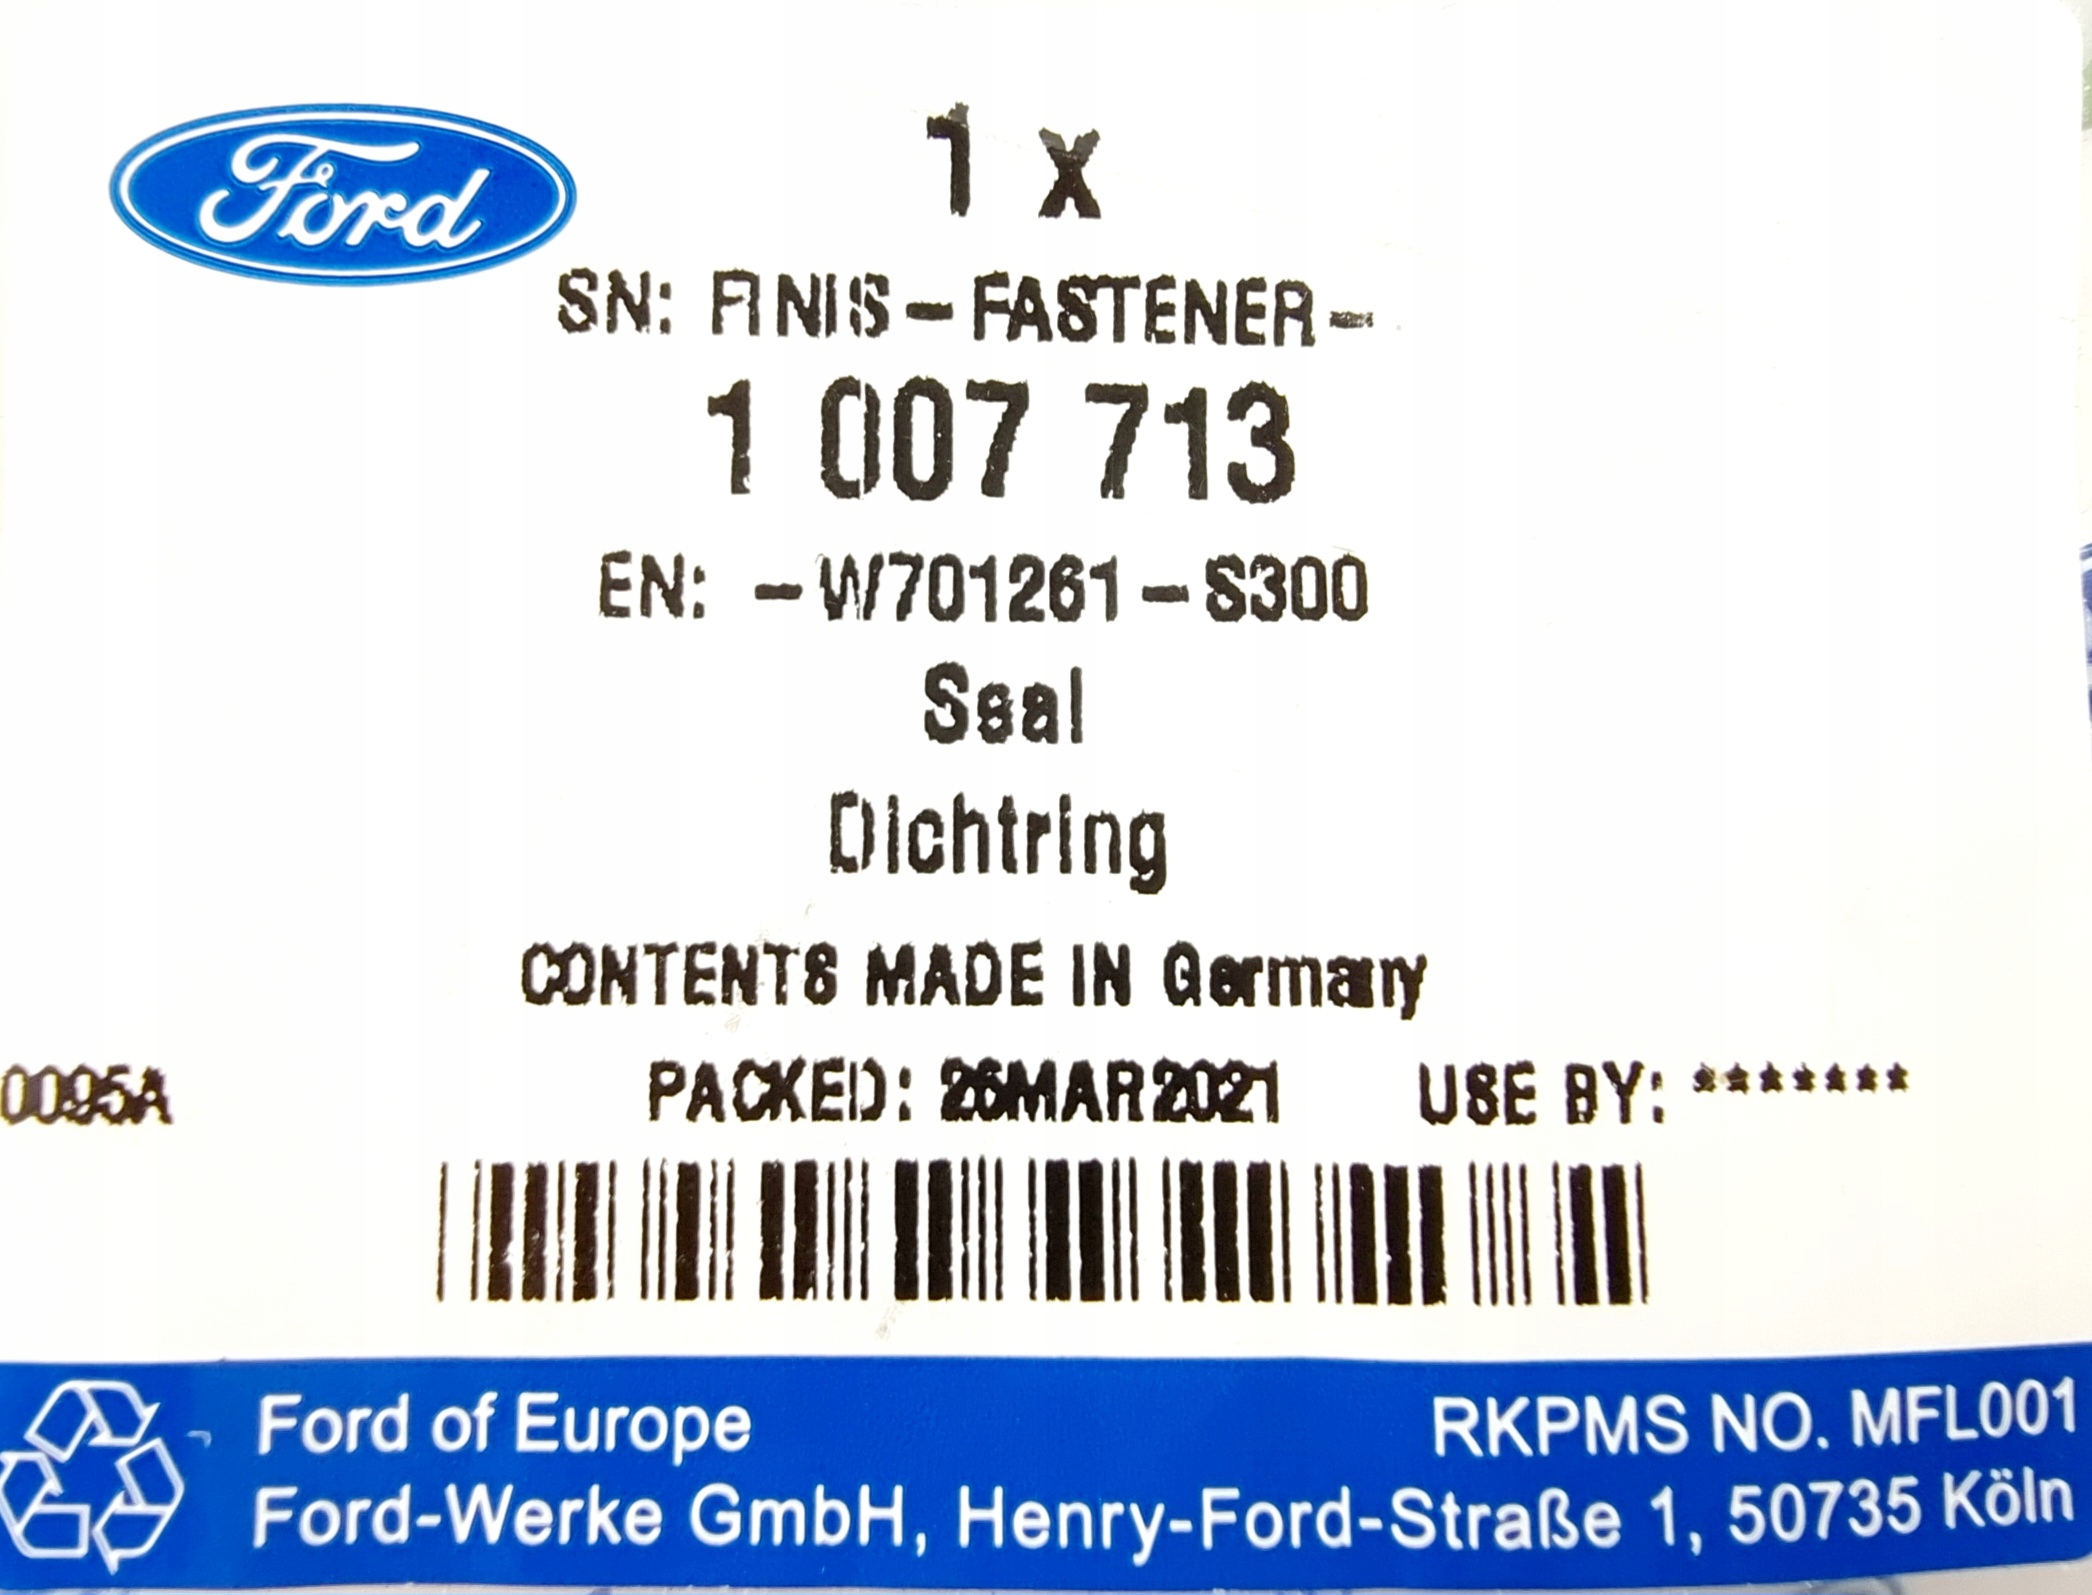 Ford
1 x
SN: FINIS-FASTENER-
1 007 713
EN: -W701261-S300
Seal
Dichtring
CONTENTS MADE IN Germany
0095A PACKED: 26MAR2021 USE BY: *******
Ford of Europe RKPMS NO. MFL001
Ford-Werke GmbH, Henry-Ford-Straße 1, 50735 Köln